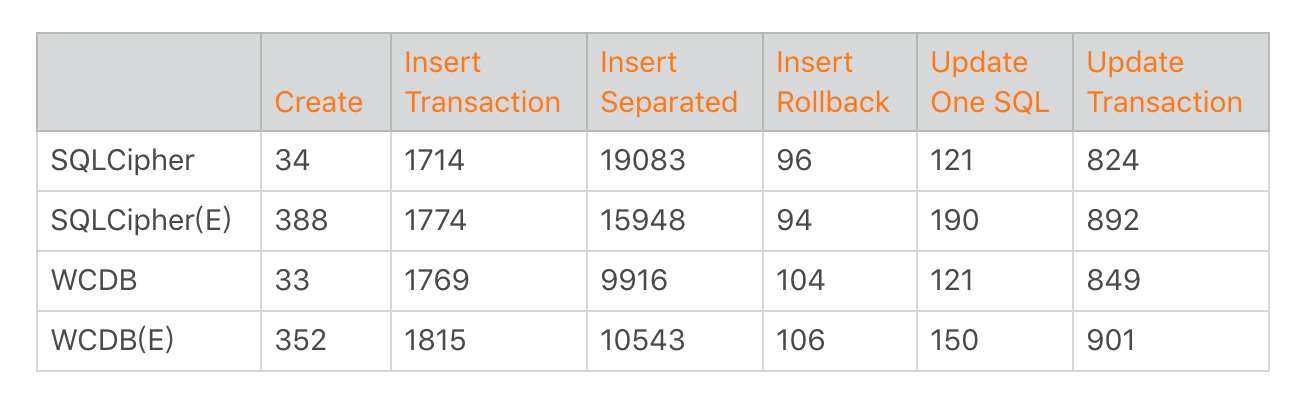 Create Insert Transaction Insert Separated Insert Rollback Update One SQL Update Transaction
SQLCipher 34 1714 19083 96 121 824
SQLCipher(E) 388 1774 15948 94 190 892
WCDB 33 1769 9916 104 121 849
WCDB(E) 352 1815 10543 106 150 901